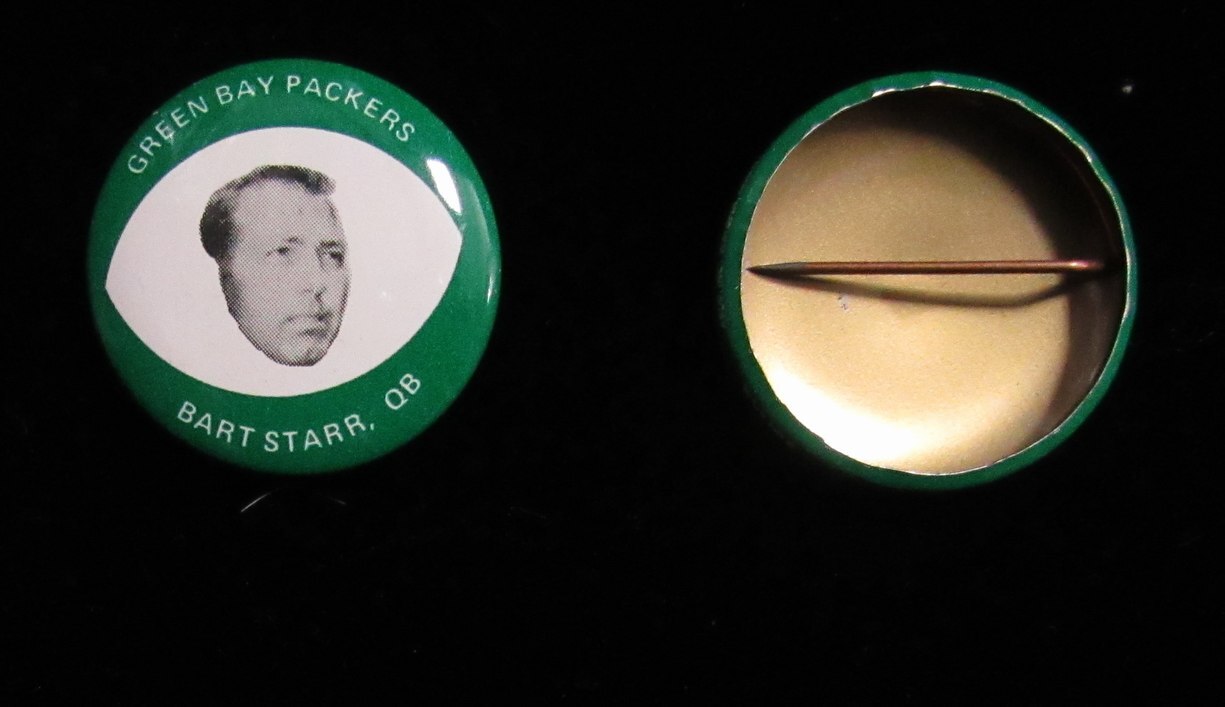 GREEN BAY PACKERS
BART STARR, QB